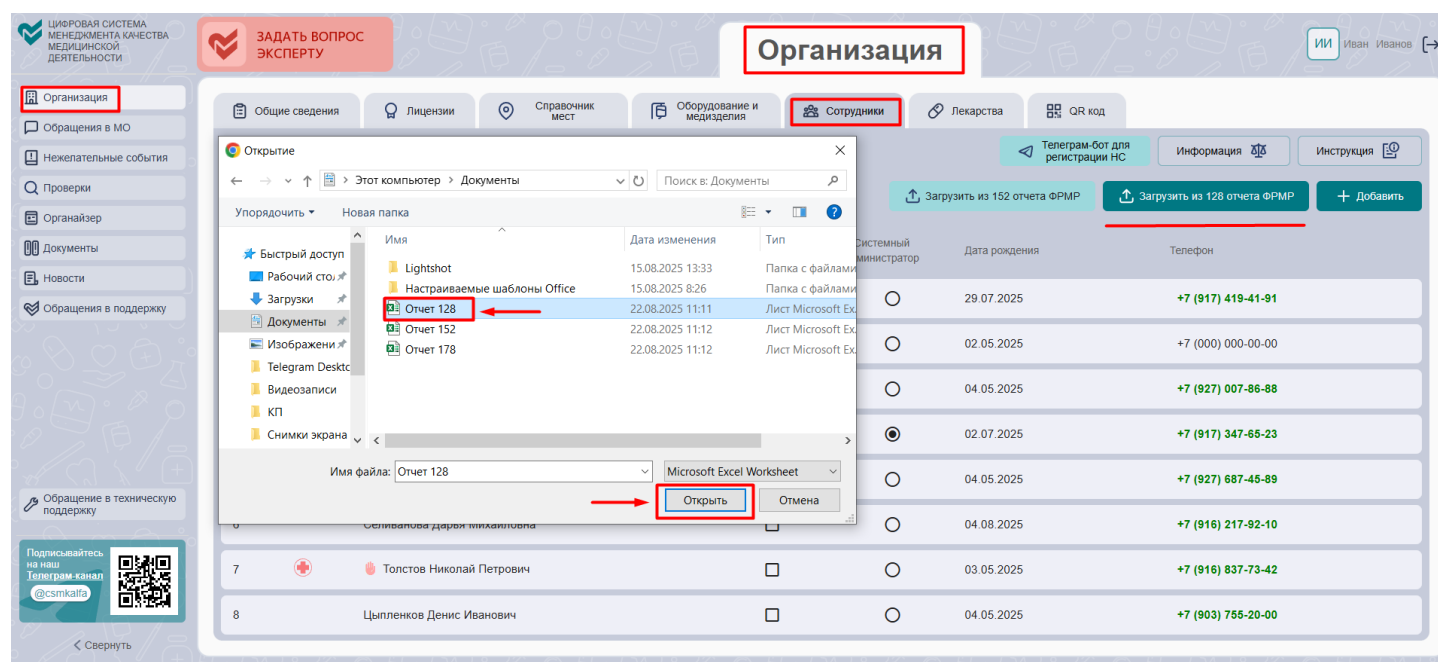 ЦИФРОВАЯ СИСТЕМА
МЕНЕДЖМЕНТА КАЧЕСТВА
МЕДИЦИНСКОЙ
ДЕЯТЕЛЬНОСТИ
ЗАДАТЬ ВОПРОС
ЭКСПЕРТУ
Организация
ИИ Иван Иванов
Организация
Обращения в МО
Нежелательные события
Проверки
Органайзер
Документы
Новости
Обращения в поддержку
Обращение в техническую
поддержку
Подписывайтесь
на наш
Телеграм-канал
@csmkalfa
Свернуть
Общие сведения
Лицензии
Справочник
мест
Оборудование и
медизделия
Сотрудники
Лекарства
QR код
Телеграм-бот для
регистрации НС
Информация
Инструкция
Загрузить из 152 отчета ФРМР
Загрузить из 128 отчета ФРМР
Добавить
Открытие
Этот компьютер > Документы
Поиск в: Документы
Упорядочить Новая папка
Быстрый доступ
Рабочий сто
Загрузки
Документы
Изображени
Telegram Deskto
Видеозаписи
КП
Снимки экрана
Имя Дата изменения Тип
Lightshot 15.08.2025 13:33 Папка с файлами
Настраиваемые шаблоны Office 15.08.2025 8:26 Папка с файлами
Отчет 128 22.08.2025 11:11 Лист Microsoft Ex
Отчет 152 22.08.2025 11:12 Лист Microsoft Ex
Отчет 178 22.08.2025 11:12 Лист Microsoft Ex
Имя файла: Отчет 128 Microsoft Excel Worksheet
Открыть Отмена
Системный
министратор
Дата рождения Телефон
29.07.2025 +7 (917) 419-41-91
02.05.2025 +7 (000) 000-00-00
04.05.2025 +7 (927) 007-86-88
02.07.2025 +7 (917) 347-65-23
04.05.2025 +7 (927) 687-45-89
6 Селиванова Дарья Михайловна 04.08.2025 +7 (916) 217-92-10
7 Толстов Николай Петрович 03.05.2025 +7 (916) 837-73-42
8 Цыпленков Денис Иванович 04.05.2025 +7 (903) 755-20-00